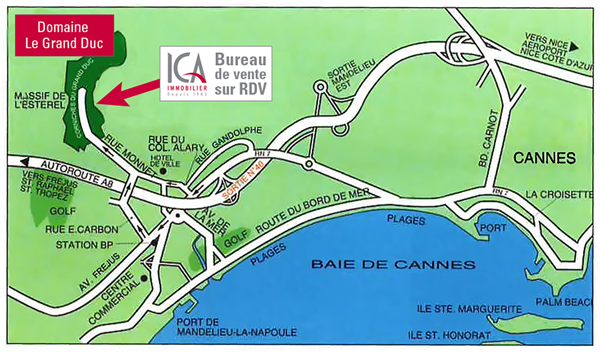 Domaine
Le Grand Duc
ICA
IMMOBILIER
Depuis 1963
Bureau
de vente
sur RDV
VERS NICE
AEROPORT
NICE COTE D'AZUR
SORTIE
MANDELIEU
EST
MASSIF DE
L'ESTEREL
CORNICHES DU GRAND DUC
RUE MONNET
RUE DU
COL. ALARY
HOTEL
DE VILLE
RUE GANDOLPHE
RN 7
BD. CARNOT
CANNES
AUTOROUTE A8
SORTIE N°40
VERS FREJUS
ST. RAPHAEL
ST. TROPEZ
GOLF
RUE E.CARBON
STATION BP
AV. DE
LA MER
GOLF
ROUTE DU BORD DE MER
PLAGES
PLAGES
RN 7
LA CROISETTE
PORT
AV. FREJUS
CENTRE
COMMERCIAL
BAIE DE CANNES
PALM BEACH
PORT DE
MANDELIEU-LA-NAPOULE
ILE STE. MARGUERITE
ILE ST. HONORAT